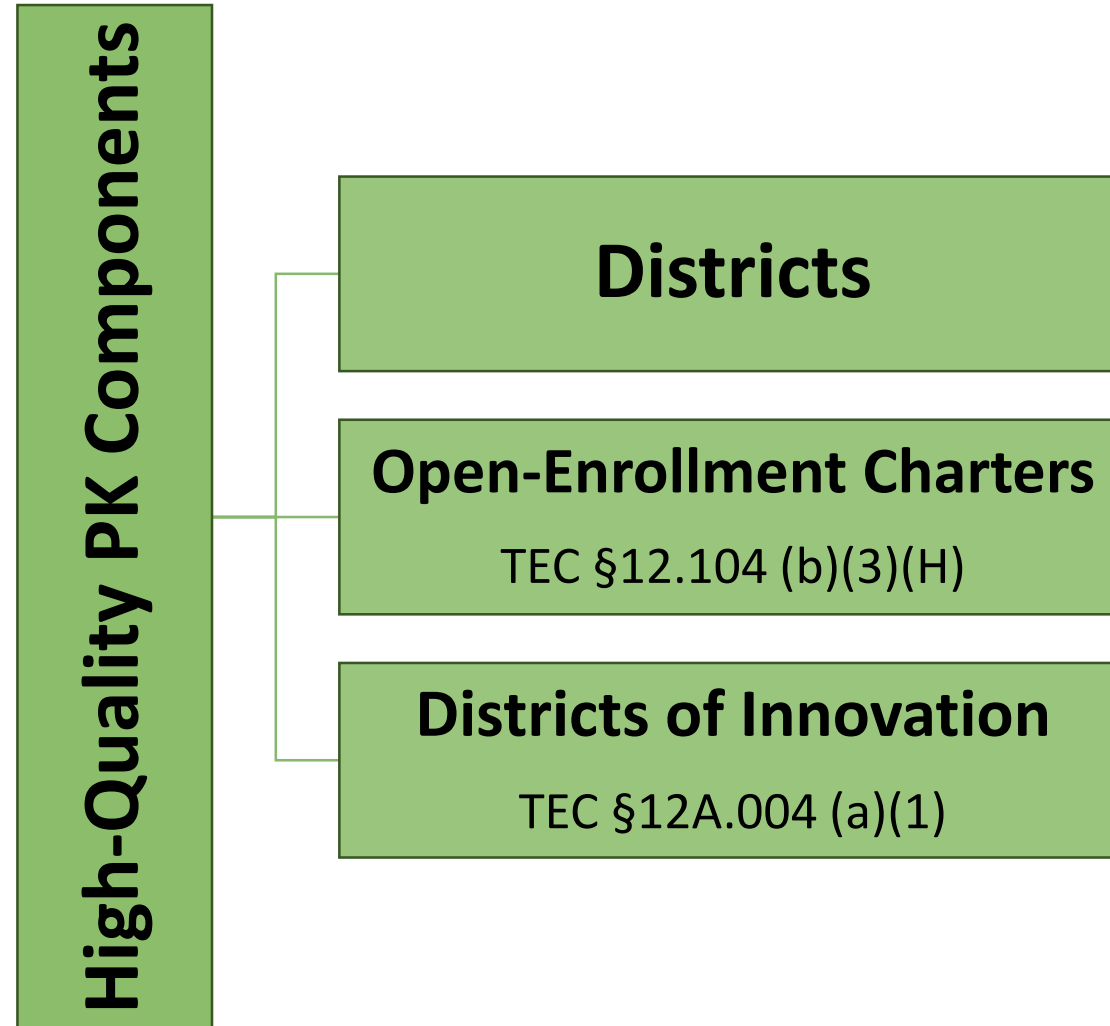 High-Quality PK Components
Districts
Open-Enrollment Charters
TEC §12.104 (b)(3)(H)
Districts of Innovation
TEC §12A.004 (a)(1)